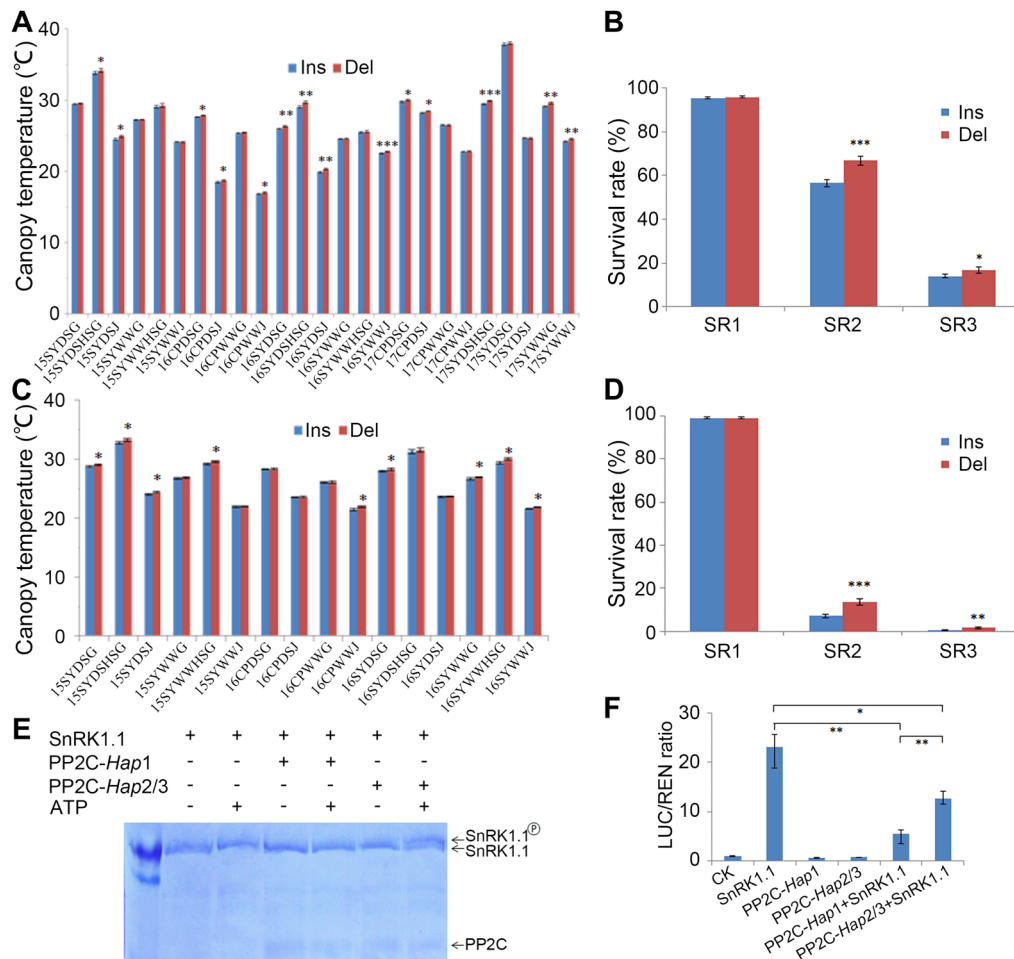 A
Canopy temperature (℃)
40
30
20
10
0
Ins Del
* * * * * ** ** ** *** * * *** ** **
15SYDSG
15SYDSHSG
15SYDSJ
15SYWWG
15SYWWHSG
15SYWWJ
16CPDSG
16CPDSJ
16CPWWG
16CPWWJ
16SYDSG
16SYDSHSG
16SYDSJ
16SYWWG
16SYWWHSG
16SYWWJ
17CPDSG
17CPDSJ
17CPWWG
17CPWWJ
17SYDSHSG
17SYDSG
17SYDSJ
17SYWWG
17SYWWJ
B
Survival rate (%)
100
80
60
40
20
0
Ins
Del
***
*
SR1 SR2 SR3
C
Canopy temperature (℃)
40
30
20
10
0
Ins Del
* * * * * * * * *
15SYDSG
15SYDSHSG
15SYDSJ
15SYWWG
15SYWWHSG
15SYWWJ
16CPDSG
16CPDSJ
16CPWWG
16CPWWJ
16SYDSG
16SYDSHSG
16SYDSJ
16SYWWG
16SYWWHSG
16SYWWJ
D
Survival rate (%)
100
80
60
40
20
0
Ins
Del
***
**
SR1 SR2 SR3
E
SnRK1.1 + + + + + +
PP2C-Hap1 - - + + - -
PP2C-Hap2/3 - - - - + +
ATP - + - + - +
←SnRK1.1Ⓟ
←SnRK1.1
←PP2C
F
LUC/REN ratio
30
20
10
0
*
**
**
CK
SnRK1.1
PP2C-Hap1
PP2C-Hap2/3
PP2C-Hap1+SnRK1.1
PP2C-Hap2/3+SnRK1.1